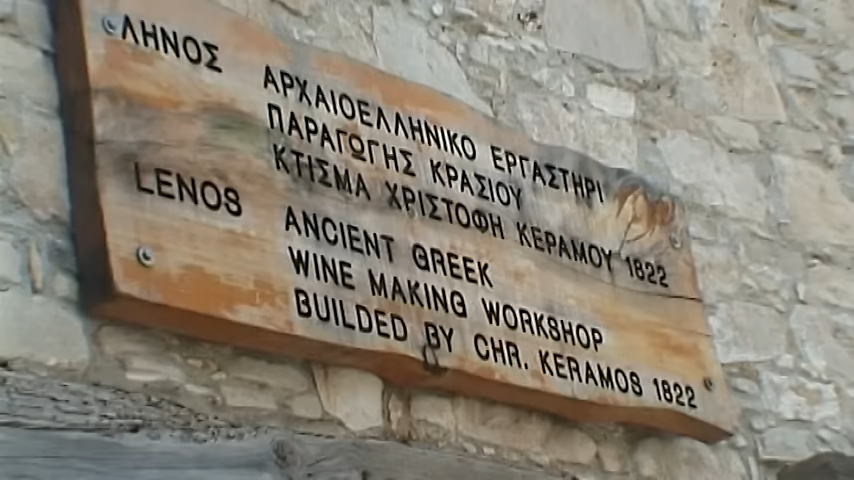 ΛΗΝΟΣ ΑΡΧΑΙΟΕΛΛΗΝΙΚΟ ΕΡΓΑΣΤΗΡΙ
ΠΑΡΑΓΩΓΗΣ ΚΡΑΣΙΟΥ
ΚΤΙΣΜΑ ΧΡΙΣΤΟΦΗ ΚΕΡΑΜΟΥ 1822
LENOS ANCIENT GREEK
WINE MAKING WORKSHOP
BUILDED BY CHR. KERAMOS 1822